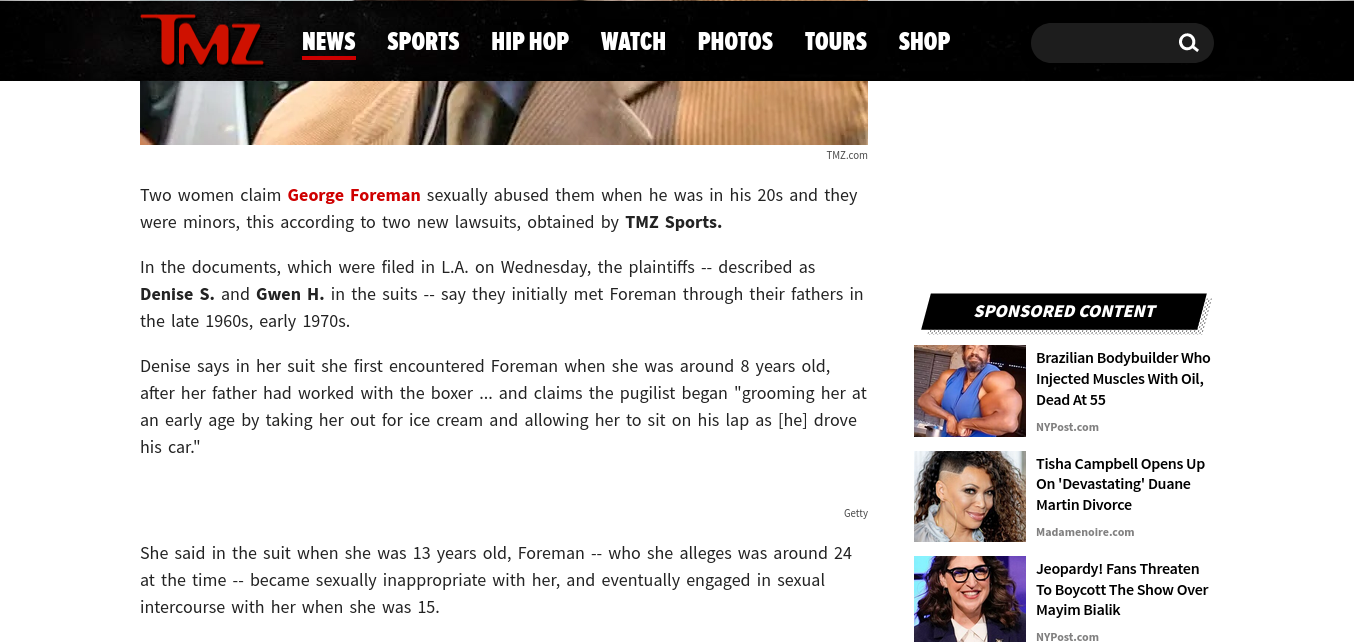 TMZ
NEWS
SPORTS
HIP HOP
WATCH
PHOTOS
TOURS
SHOP
TMZ.com
Two women claim George Foreman sexually abused them when he was in his 20s and they
were minors, this according to two new lawsuits, obtained by TMZ Sports.
In the documents, which were filed in L.A. on Wednesday, the plaintiffs -- described as
Denise S. and Gwen H. in the suits -- say they initially met Foreman through their fathers in
the late 1960s, early 1970s.
Denise says in her suit she first encountered Foreman when she was around 8 years old,
after her father had worked with the boxer ... and claims the pugilist began "grooming her at
an early age by taking her out for ice cream and allowing her to sit on his lap as [he] drove
his car."
Getty
She said in the suit when she was 13 years old, Foreman -- who she alleges was around 24
at the time -- became sexually inappropriate with her, and eventually engaged in sexual
intercourse with her when she was 15.
SPONSORED CONTENT
Brazilian Bodybuilder Who
Injected Muscles With Oil,
Dead At 55
NYPost.com
Tisha Campbell Opens Up
On 'Devastating' Duane
Martin Divorce
Madamenoire.com
Jeopardy! Fans Threaten
To Boycott The Show Over
Mayim Bialik
NYPost.com